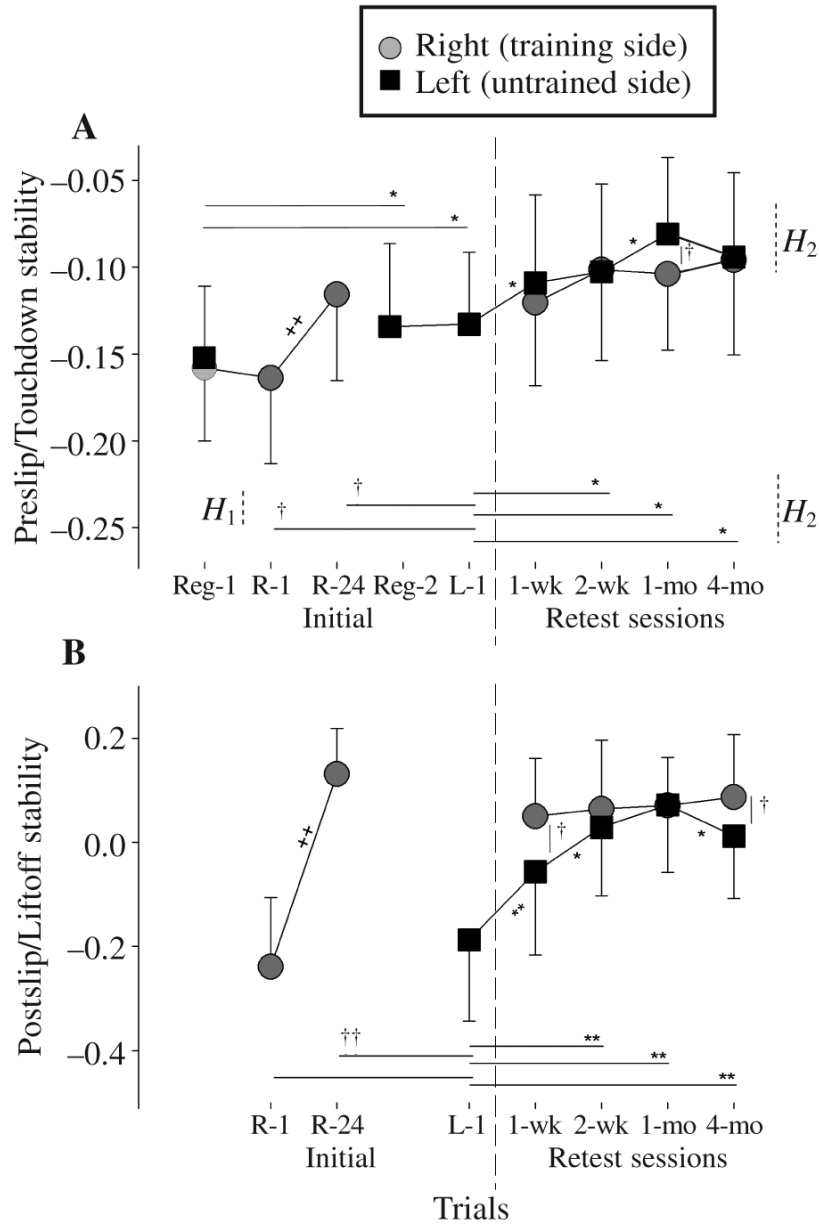 Right (training side)
Left (untrained side)
A
Preslip/Touchdown stability
−0.05
−0.10
−0.15
−0.20
−0.25
*
*
‡‡
*
*
†
H2
H1
†
†
*
*
*
H2
Reg-1 R-1 R-24 Reg-2 L-1 1-wk 2-wk 1-mo 4-mo
Initial Retest sessions
B
Postslip/Liftoff stability
0.2
0.0
−0.2
−0.4
‡‡
**
†
*
*
†
††
**
**
**
R-1 R-24 L-1 1-wk 2-wk 1-mo 4-mo
Initial Retest sessions
Trials